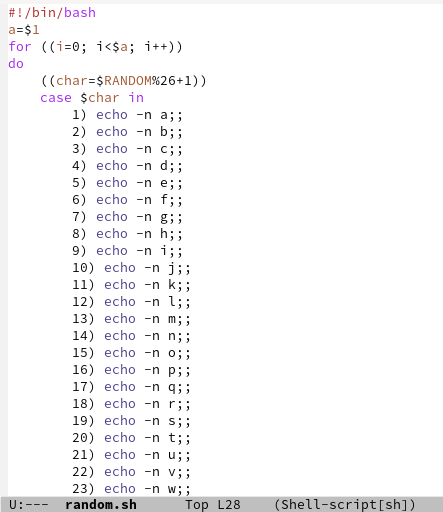 #!/bin/bash
a=$1
for ((i=0; i<$a; i++))
do
    ((char=$RANDOM%26+1))
    case $char in
        1) echo -n a;;
        2) echo -n b;;
        3) echo -n c;;
        4) echo -n d;;
        5) echo -n e;;
        6) echo -n f;;
        7) echo -n g;;
        8) echo -n h;;
        9) echo -n i;;
        10) echo -n j;;
        11) echo -n k;;
        12) echo -n l;;
        13) echo -n m;;
        14) echo -n n;;
        15) echo -n o;;
        16) echo -n p;;
        17) echo -n q;;
        18) echo -n r;;
        19) echo -n s;;
        20) echo -n t;;
        21) echo -n u;;
        22) echo -n v;;
        23) echo -n w;;
U:---  random.sh      Top L28    (Shell-script[sh])